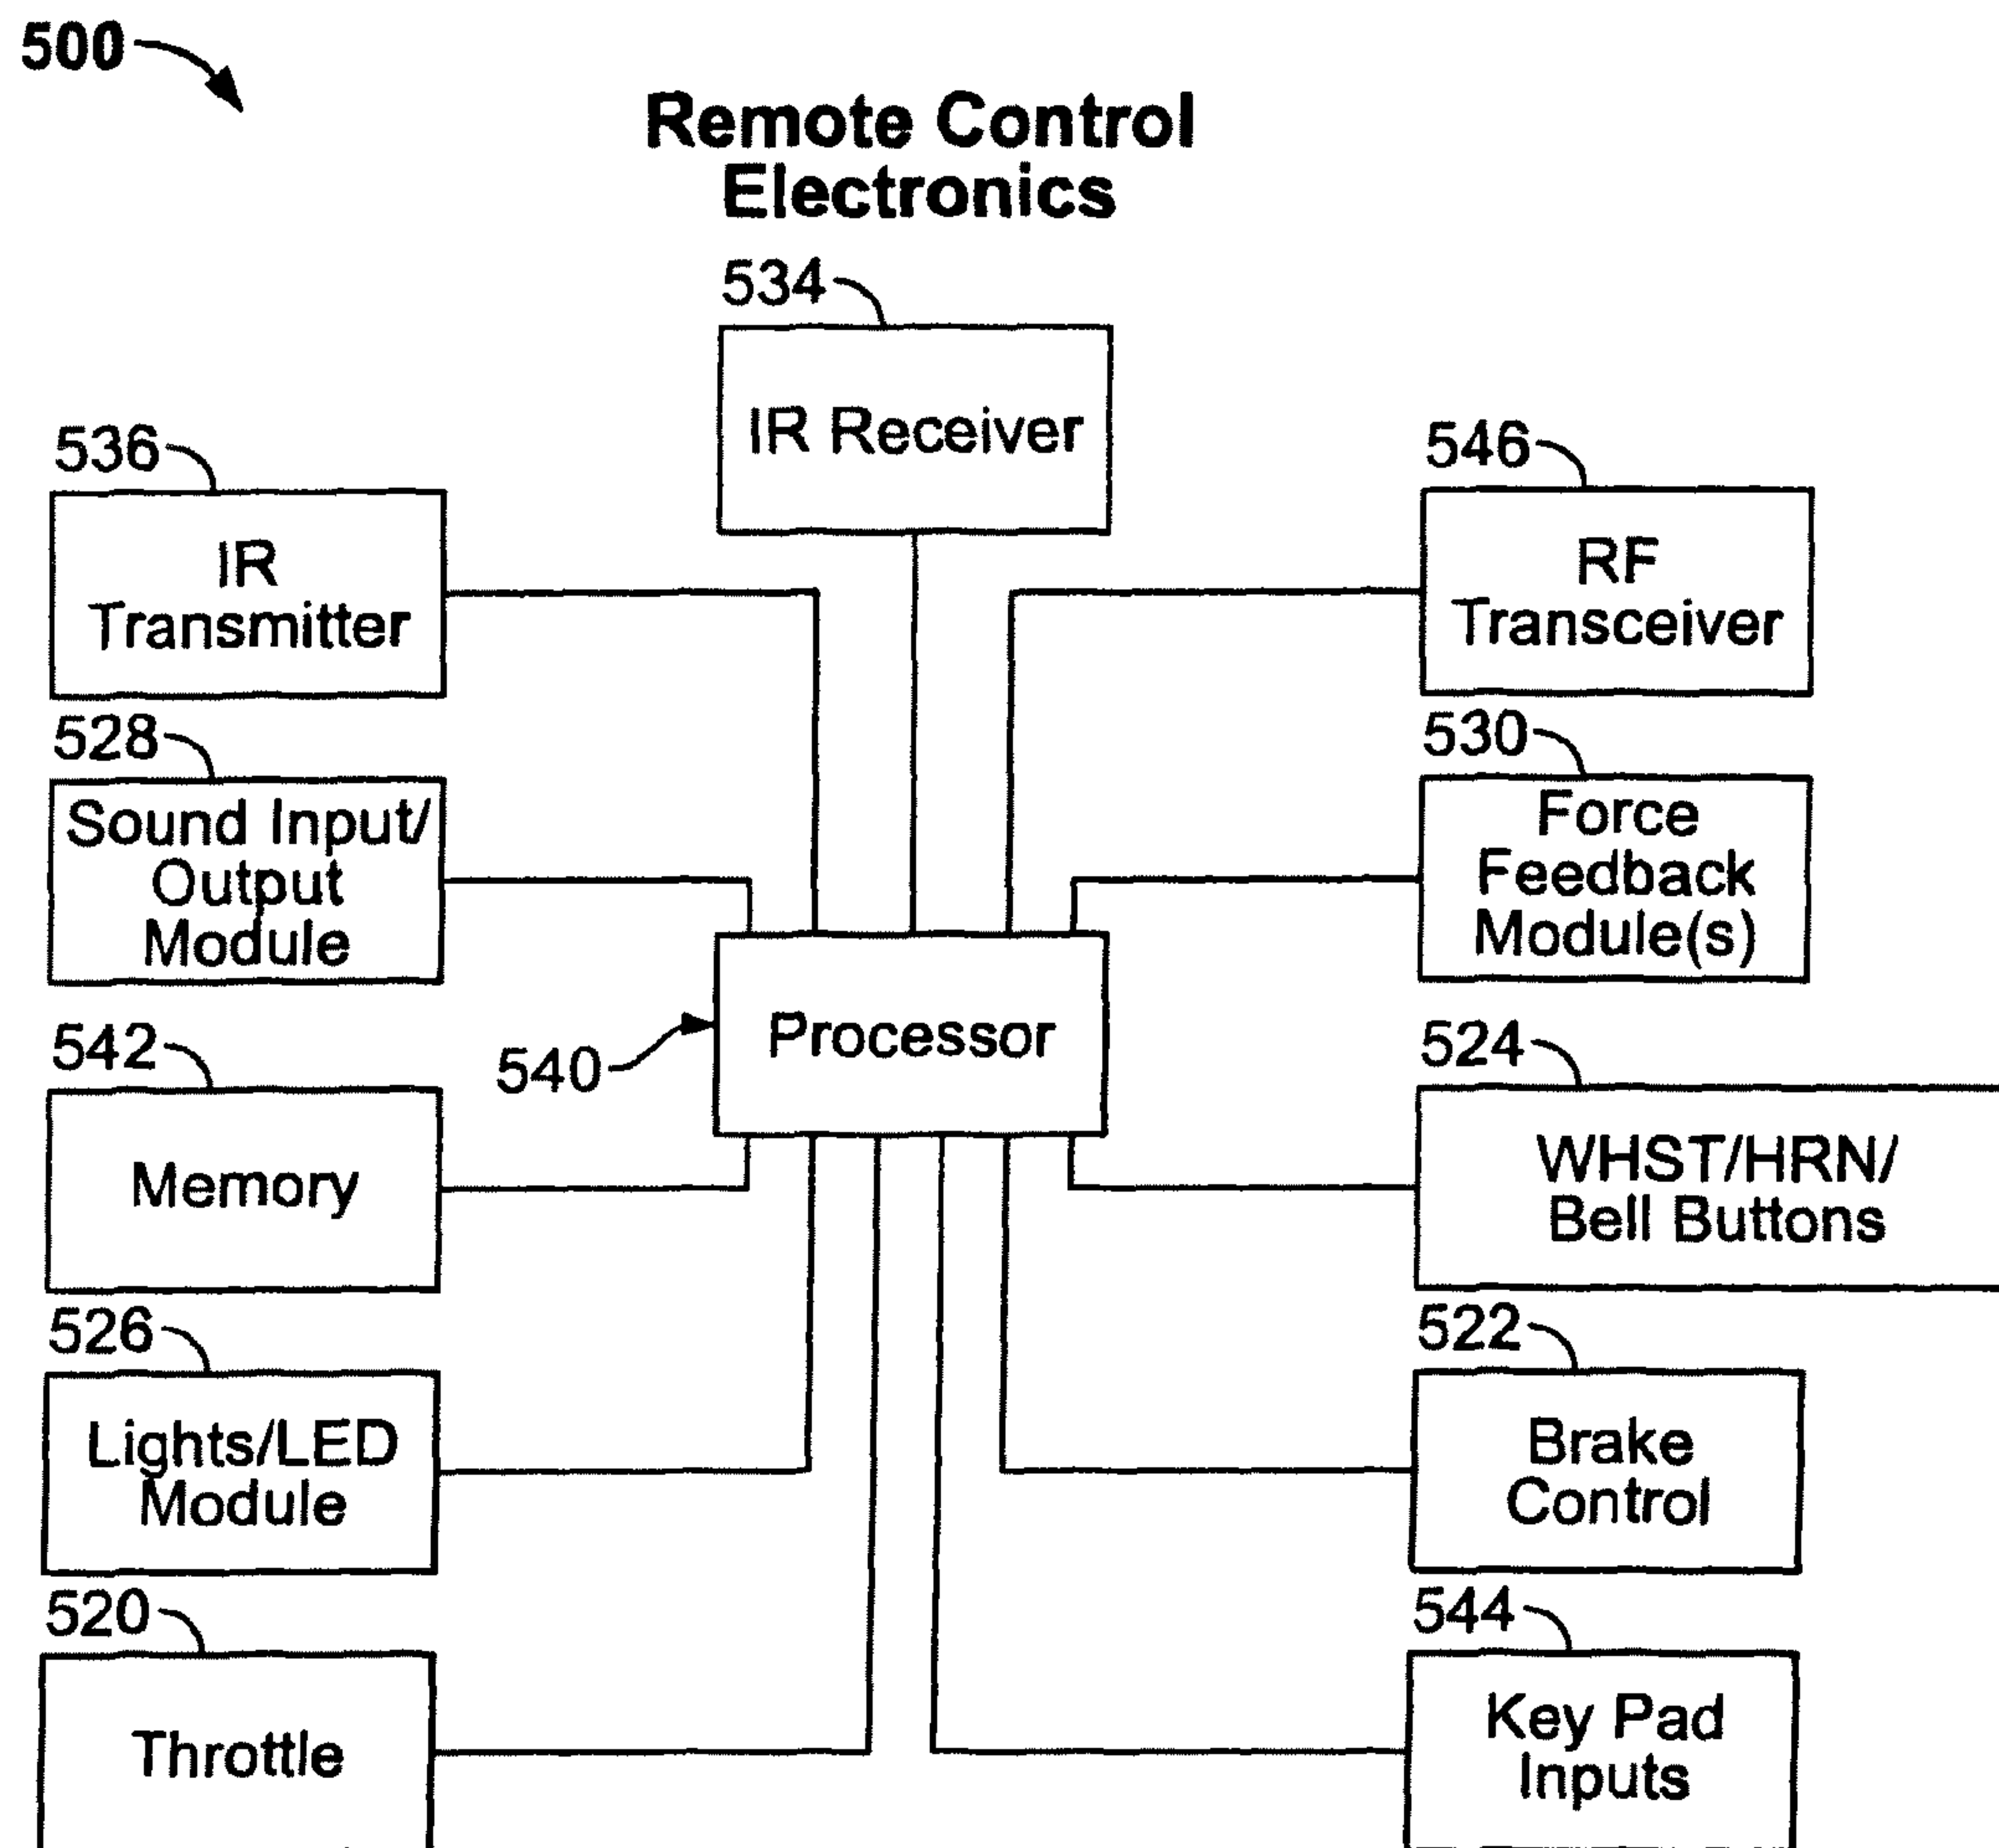 500
Remote Control
Electronics
534
IR Receiver
536
IR
Transmitter
546
RF
Transceiver
528
Sound Input/
Output
Module
530
Force
Feedback
Module(s)
540
Processor
542
Memory
524
WHST/HRN/
Bell Buttons
526
Lights/LED
Module
522
Brake
Control
520
Throttle
544
Key Pad
Inputs